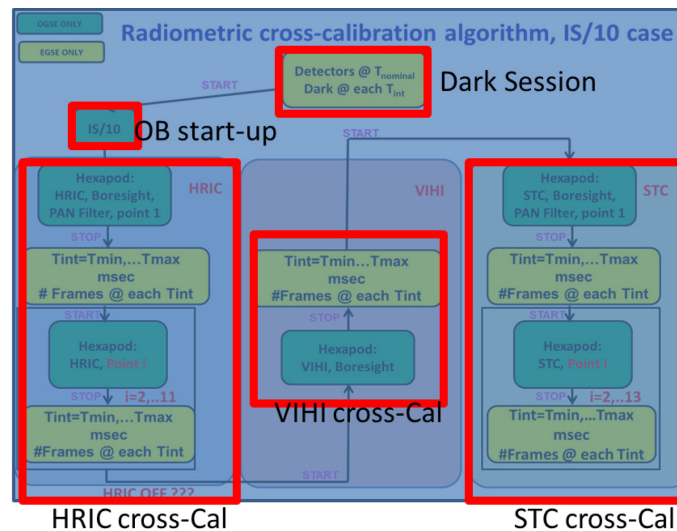 OGSE ONLY
EGSE ONLY
Radiometric cross-calibration algorithm, IS/10 case
START
Detectors @ Tnominal
Dark @ each Tint
Dark Session
IS/10
OB start-up
START
Hexapod:
HRIC, Boresight,
PAN Filter, point 1
HRIC
STOP
Tint=Tmin,...Tmax
msec
# Frames @ each Tint
START
Hexapod:
HRIC, Point i
STOP
i=2,..11
Tint=Tmin,...Tmax
msec
#Frames @ each Tint
HRIC OFF ???
HRIC cross-Cal
VIHI
Tint=Tmin...Tmax
msec
#Frames @ each Tint
STOP
Hexapod:
VIHI, Boresight
VIHI cross-Cal
START
Hexapod:
STC, Boresight,
PAN Filter, point 1
STC
STOP
Tint=Tmin,...Tmax
msec
#Frames @ each Tint
START
Hexapod:
STC, Point i
STOP
i=2,..13
Tint=Tmin,...Tmax
msec
#Frames @ each Tint
STC cross-Cal